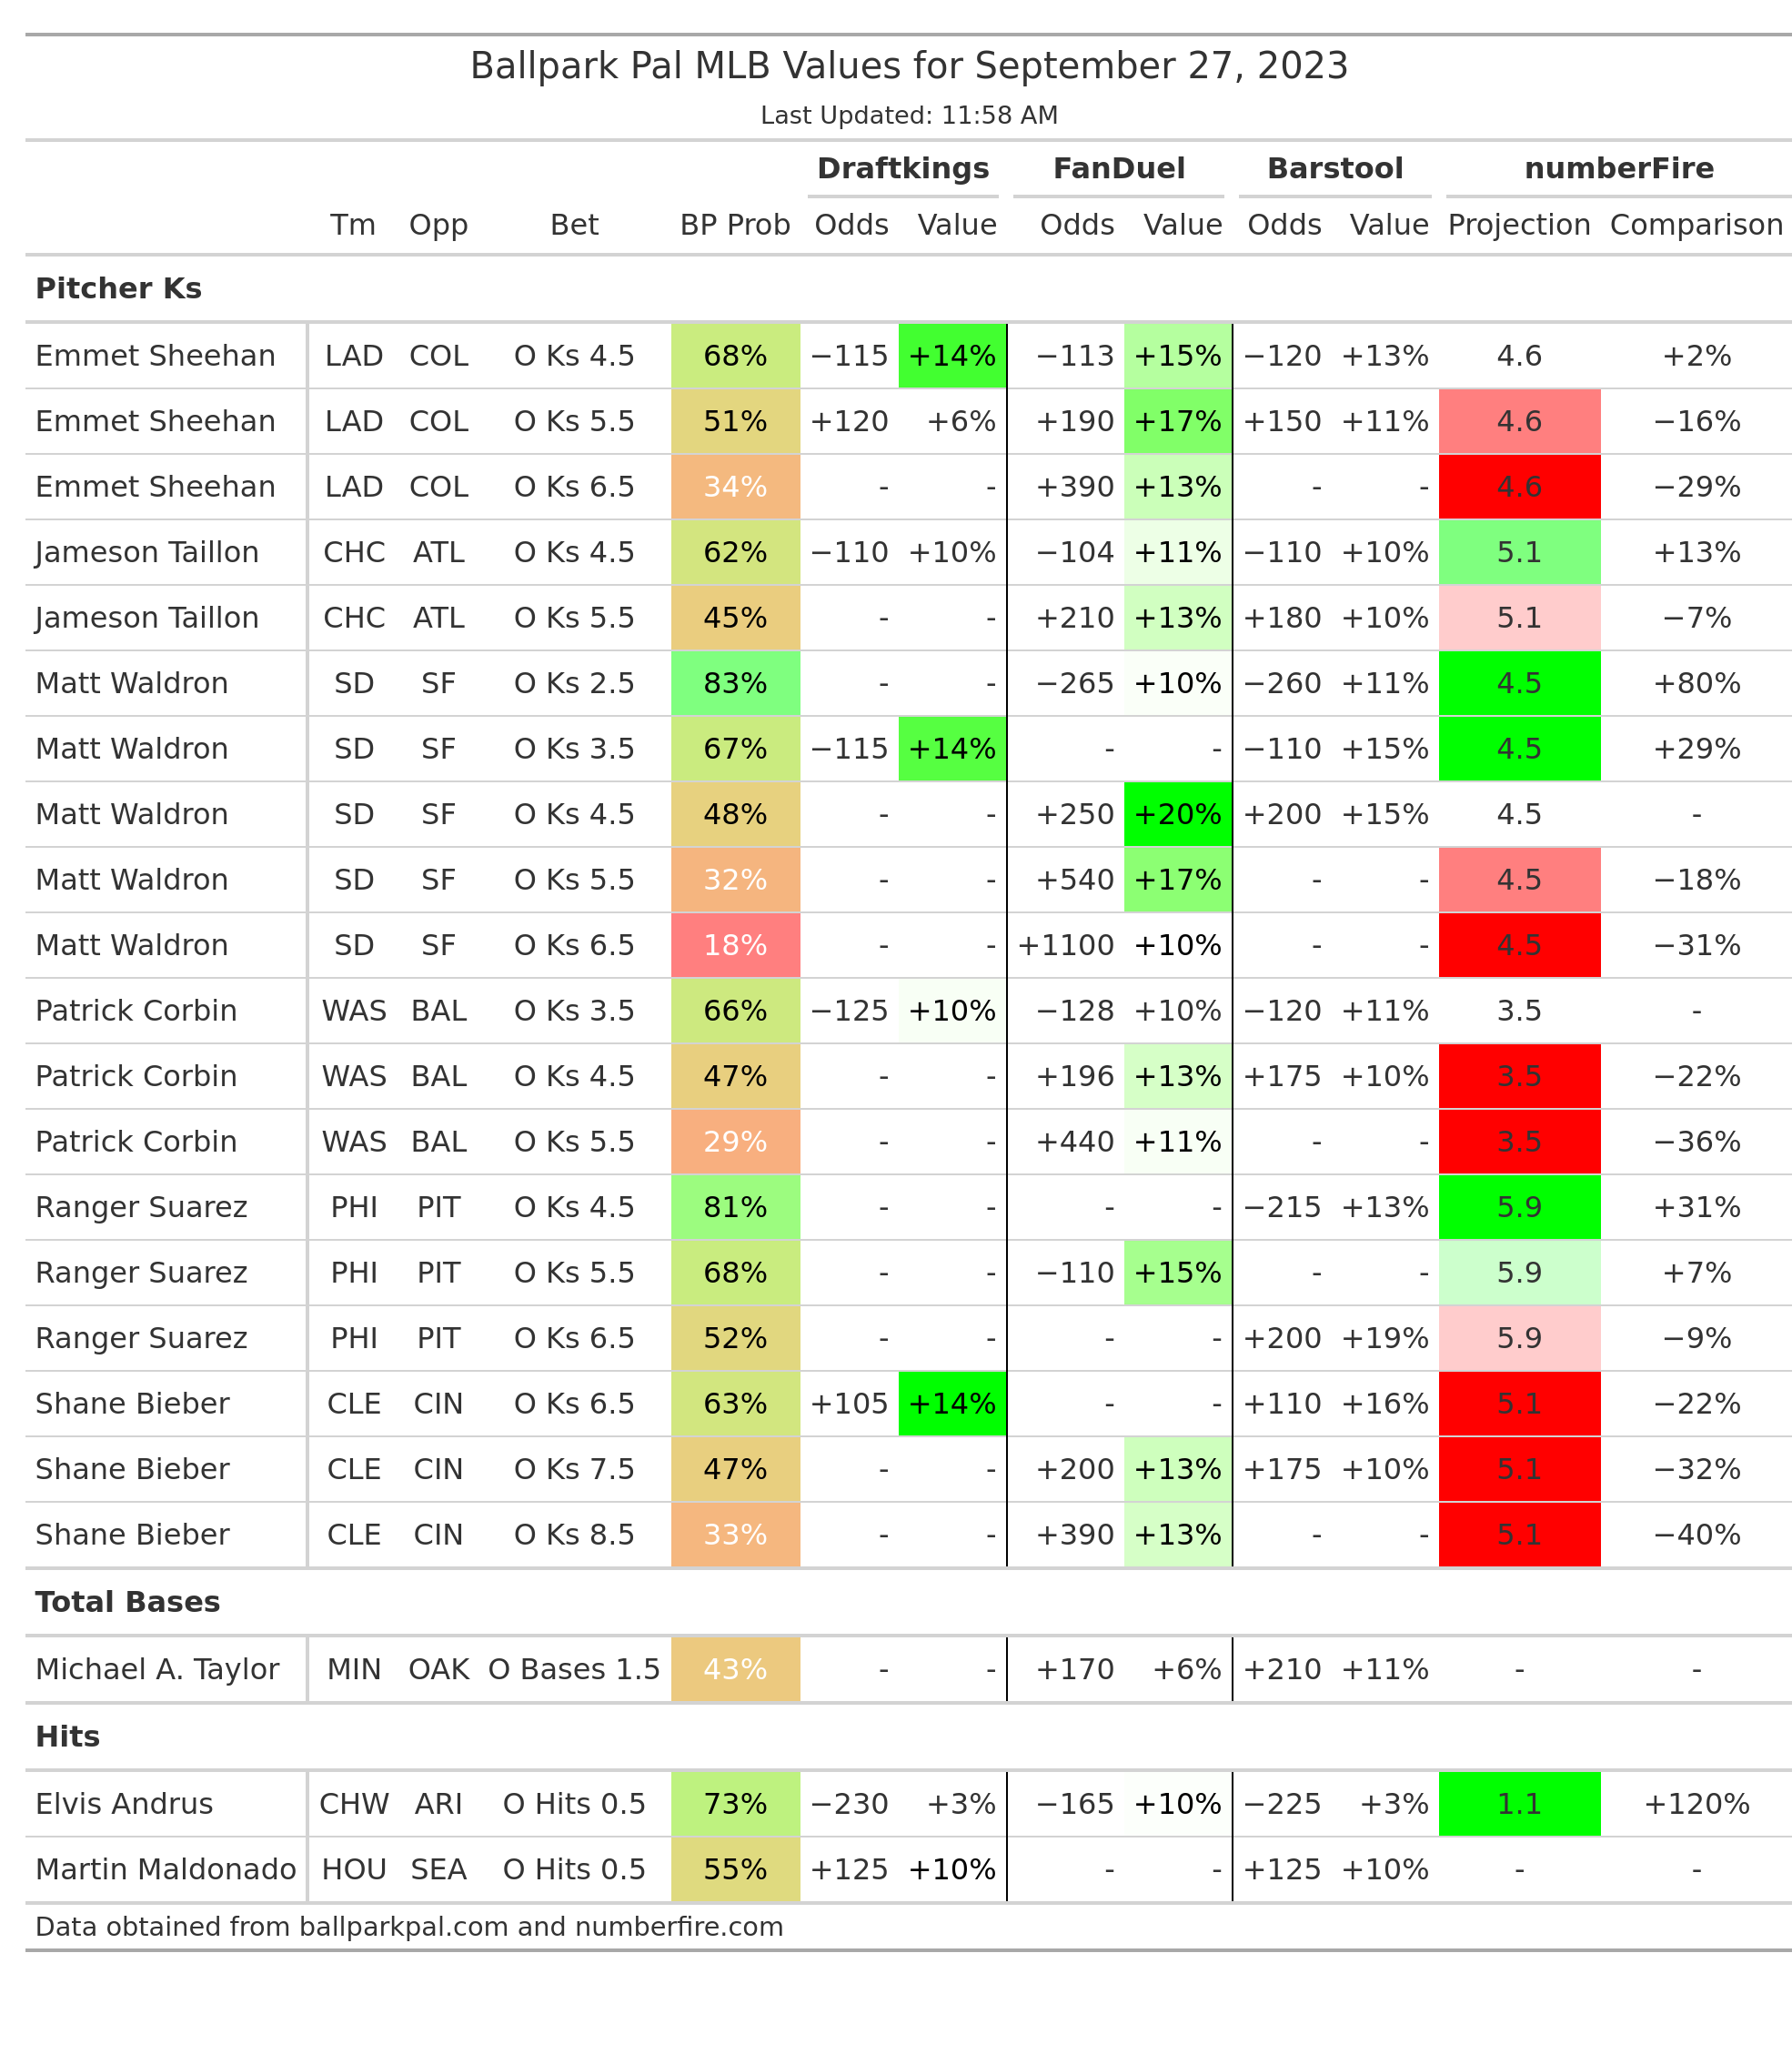 Ballpark Pal MLB Values for September 27, 2023
Last Updated: 11:58 AM
Draftkings FanDuel Barstool numberFire
Tm Opp Bet BP Prob Odds Value Odds Value Odds Value Projection Comparison
Pitcher Ks
Emmet Sheehan LAD COL O Ks 4.5 68% −115 +14% −113 +15% −120 +13% 4.6 +2%
Emmet Sheehan LAD COL O Ks 5.5 51% +120 +6% +190 +17% +150 +11% 4.6 −16%
Emmet Sheehan LAD COL O Ks 6.5 34% - - +390 +13% - - 4.6 −29%
Jameson Taillon CHC ATL O Ks 4.5 62% −110 +10% −104 +11% −110 +10% 5.1 +13%
Jameson Taillon CHC ATL O Ks 5.5 45% - - +210 +13% +180 +10% 5.1 −7%
Matt Waldron SD SF O Ks 2.5 83% - - −265 +10% −260 +11% 4.5 +80%
Matt Waldron SD SF O Ks 3.5 67% −115 +14% - - −110 +15% 4.5 +29%
Matt Waldron SD SF O Ks 4.5 48% - - +250 +20% +200 +15% 4.5 -
Matt Waldron SD SF O Ks 5.5 32% - - +540 +17% - - 4.5 −18%
Matt Waldron SD SF O Ks 6.5 18% - - +1100 +10% - - 4.5 −31%
Patrick Corbin WAS BAL O Ks 3.5 66% −125 +10% −128 +10% −120 +11% 3.5 -
Patrick Corbin WAS BAL O Ks 4.5 47% - - +196 +13% +175 +10% 3.5 −22%
Patrick Corbin WAS BAL O Ks 5.5 29% - - +440 +11% - - 3.5 −36%
Ranger Suarez PHI PIT O Ks 4.5 81% - - - - −215 +13% 5.9 +31%
Ranger Suarez PHI PIT O Ks 5.5 68% - - −110 +15% - - 5.9 +7%
Ranger Suarez PHI PIT O Ks 6.5 52% - - - - +200 +19% 5.9 −9%
Shane Bieber CLE CIN O Ks 6.5 63% +105 +14% - - +110 +16% 5.1 −22%
Shane Bieber CLE CIN O Ks 7.5 47% - - +200 +13% +175 +10% 5.1 −32%
Shane Bieber CLE CIN O Ks 8.5 33% - - +390 +13% - - 5.1 −40%
Total Bases
Michael A. Taylor MIN OAK O Bases 1.5 43% - - +170 +6% +210 +11% - -
Hits
Elvis Andrus CHW ARI O Hits 0.5 73% −230 +3% −165 +10% −225 +3% 1.1 +120%
Martin Maldonado HOU SEA O Hits 0.5 55% +125 +10% - - +125 +10% - -
Data obtained from ballparkpal.com and numberfire.com